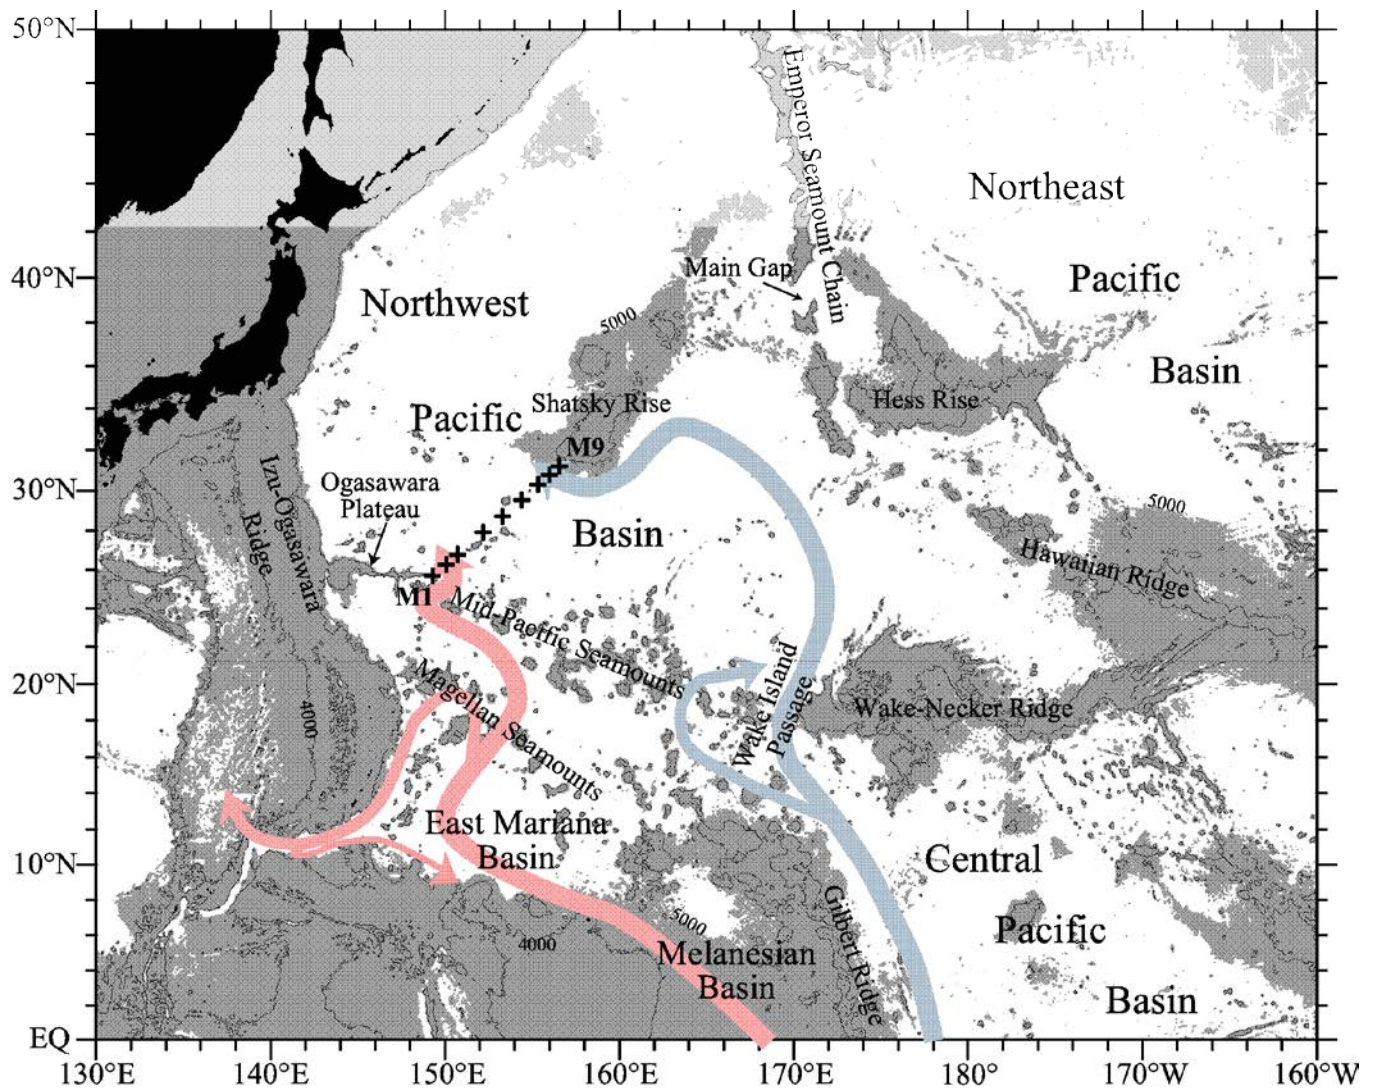 50°N
Emperor Seamount Chain
Northeast
Main Gap
Pacific
40°N
Northwest
5000
Basin
Pacific
Shatsky Rise
Hess Rise
M9
Ogasawara
Plateau
30°N
5000
Izu-Ogasawara
Ridge
Basin
Hawaiian Ridge
M1
Mid-Pacific Seamounts
Magellan Seamounts
Wake Island
Passage
20°N
4000
Wake-Necker Ridge
East Mariana
Basin
10°N
Central
Gilbert Ridge
5000
4000
Pacific
Melanesian
Basin
Basin
EQ
130°E
140°E
150°E
160°E
170°E
180°
170°W
160°W